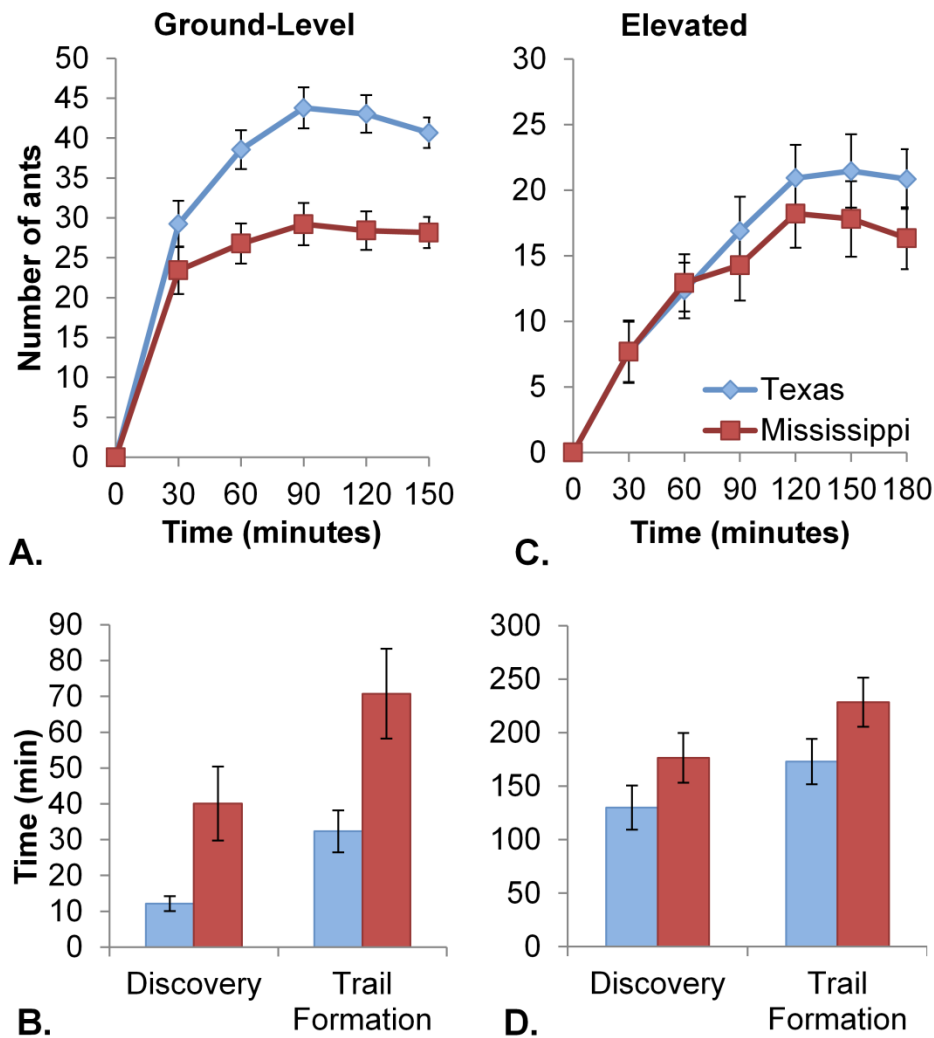 Ground-Level
Number of ants
50
45
40
35
30
25
20
15
10
5
0
0 30 60 90 120 150
Time (minutes)
A.
Elevated
30
25
20
15
10
5
0
Texas
Mississippi
0 30 60 90 120 150 180
Time (minutes)
C.
Time (min)
90
80
70
60
50
40
30
20
10
0
Discovery Trail
Formation
B.
300
250
200
150
100
50
0
Discovery Trail
Formation
D.